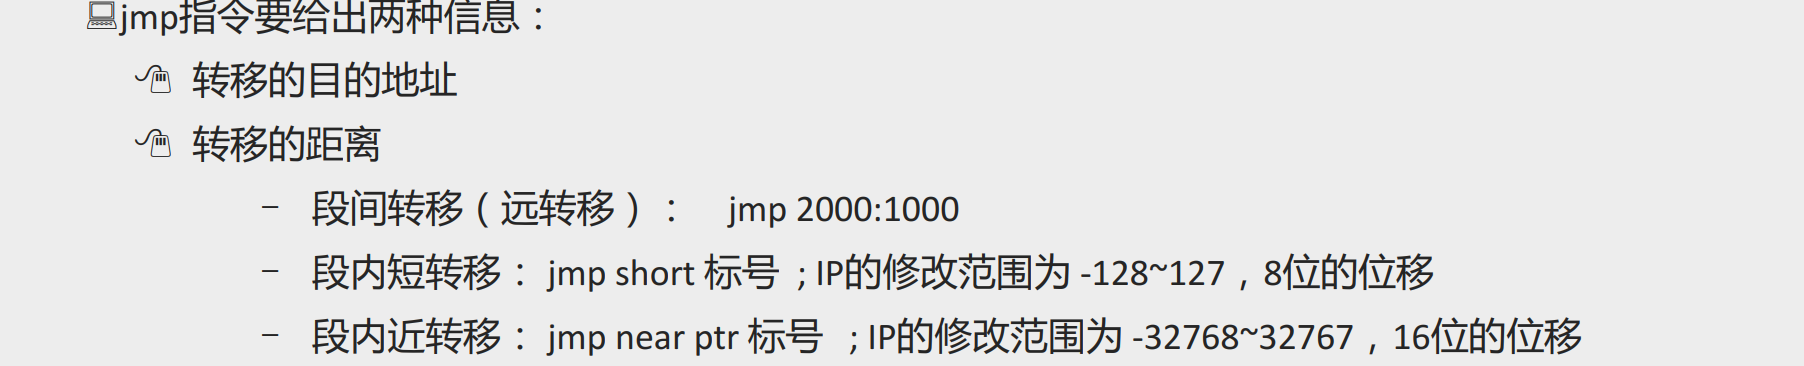 jmp指令要给出两种信息：
转移的目的地址
转移的距离
– 段间转移（远转移）： jmp 2000:1000
– 段内短转移：jmp short 标号 ; IP的修改范围为 -128~127，8位的位移
– 段内近转移：jmp near ptr 标号 ; IP的修改范围为 -32768~32767，16位的位移